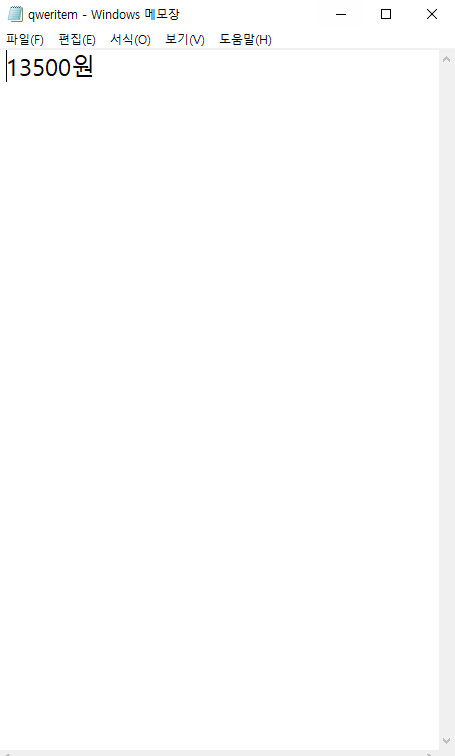 qweritem - Windows 메모장
파일(F) 편집(E) 서식(O) 보기(V) 도움말(H)
13500원